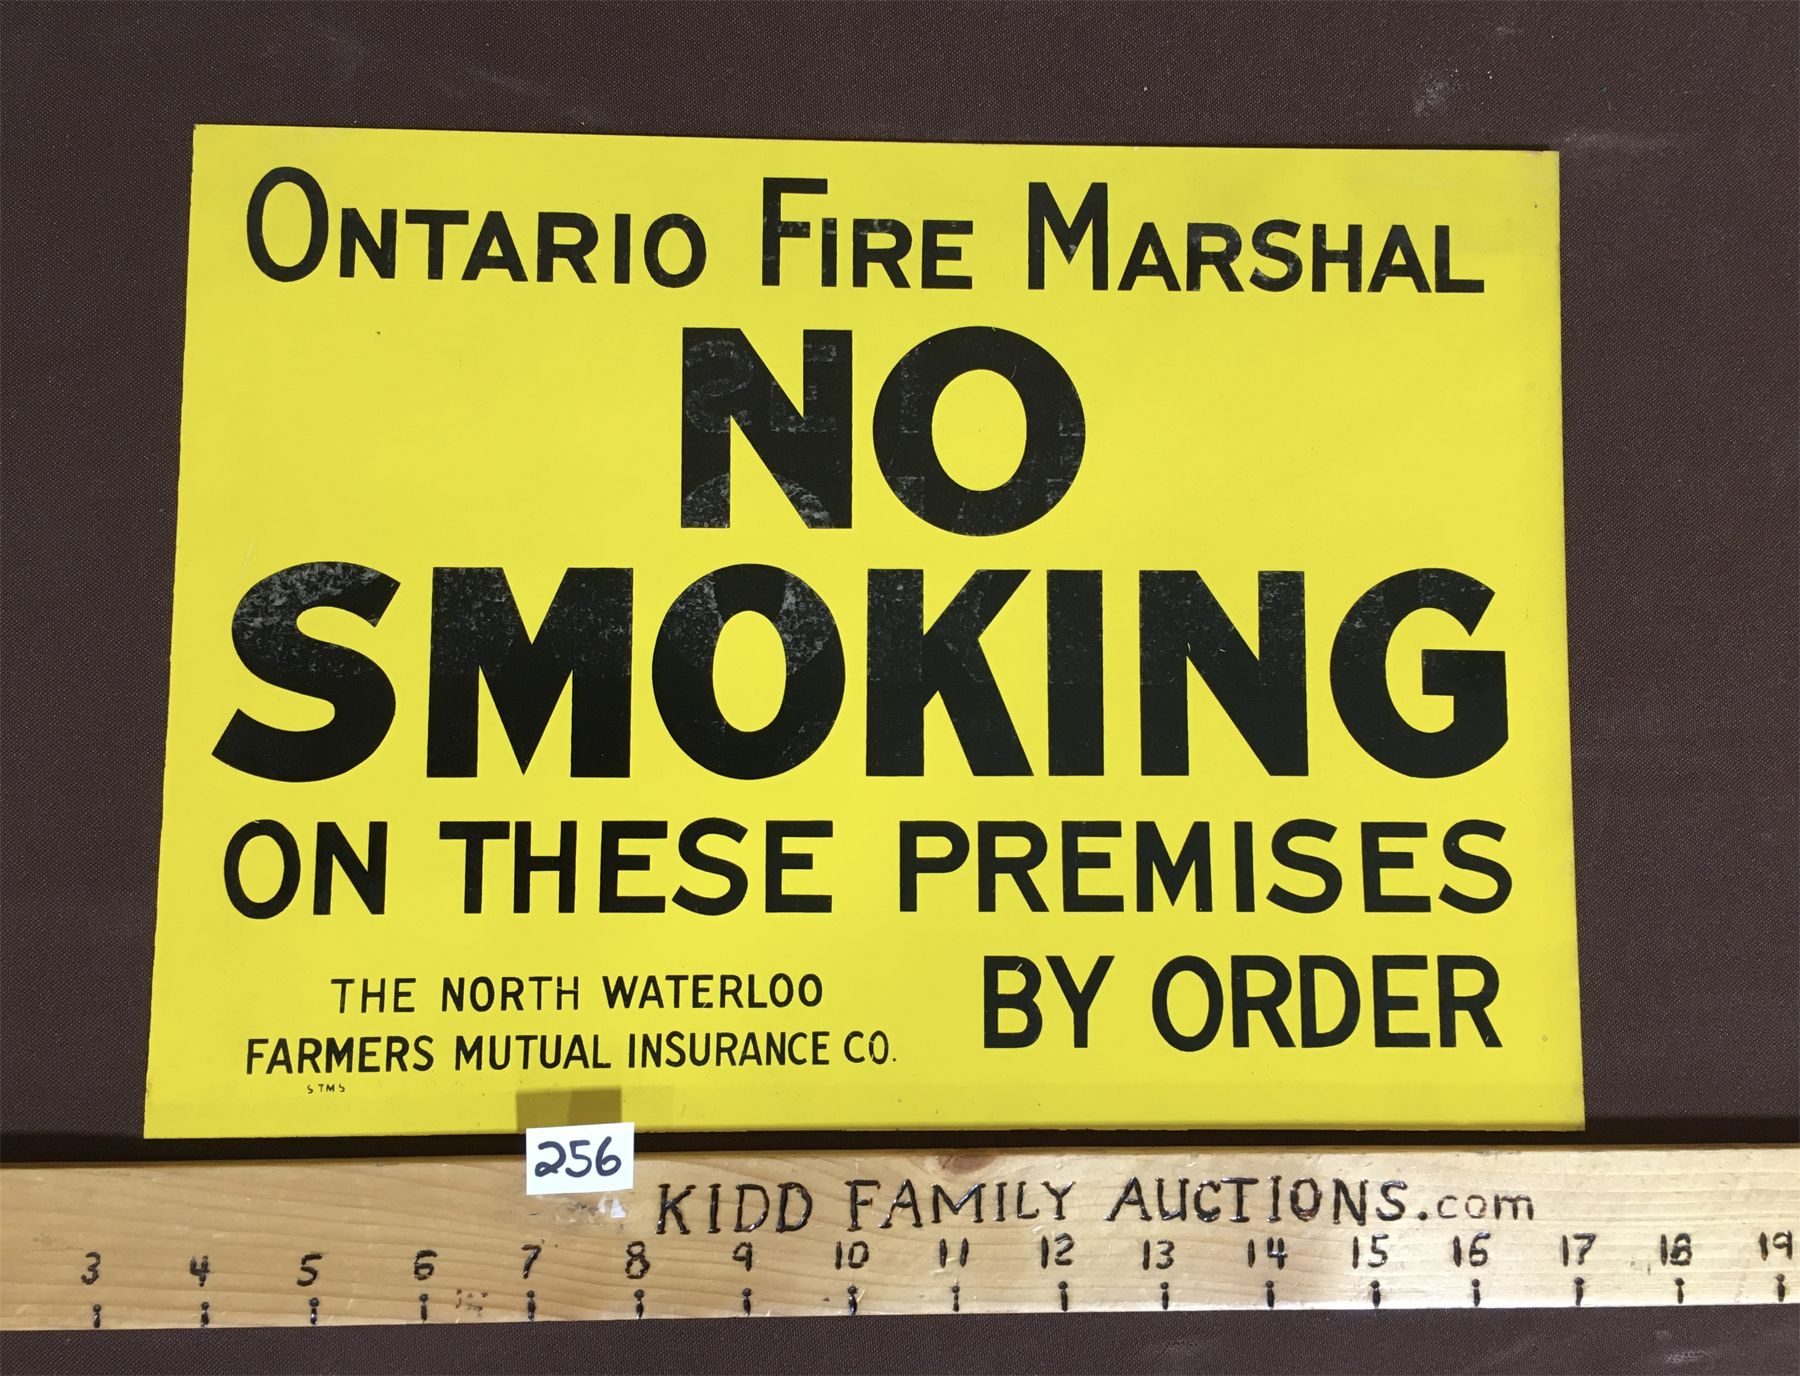 ONTARIO FIRE MARSHAL
NO
SMOKING
ON THESE PREMISES
BY ORDER
THE NORTH WATERLOO
FARMERS MUTUAL INSURANCE CO.
STMS
256
KIDD FAMILY AUCTIONS.com
3 4 5 6 7 8 9 10 11 12 13 14 15 16 17 18 19